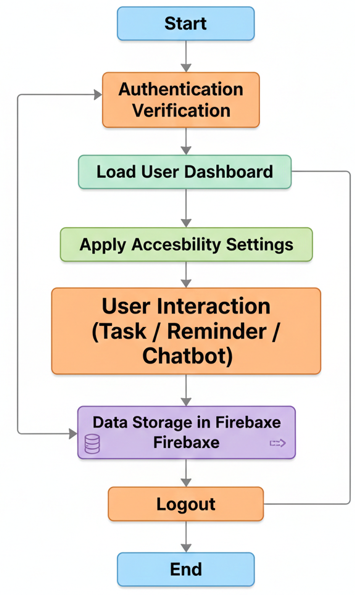 Start
Authentication
Verification
Load User Dashboard
Apply Accesbility Settings
User Interaction
(Task / Reminder /
Chatbot)
Data Storage in Firebaxe
Firebaxe
Logout
End